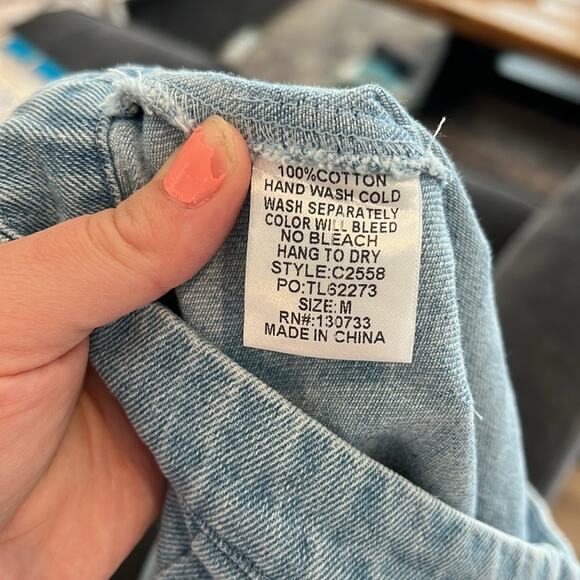 100%COTTON
HAND WASH COLD
WASH SEPARATELY
COLOR WILL BLEED
NO BLEACH
HANG TO DRY
STYLE:C2558
PO:TL62273
SIZE:M
RN#:130733
MADE IN CHINA